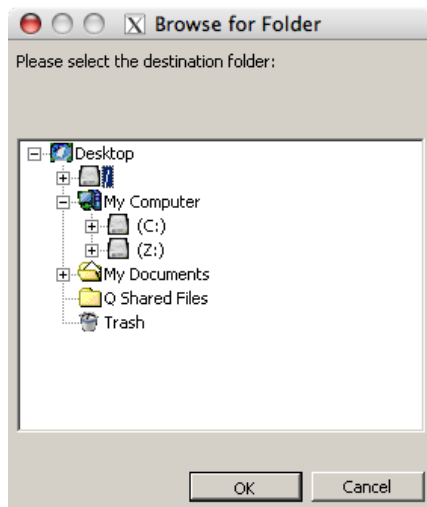 X Browse for Folder
Please select the destination folder:
Desktop
/
My Computer
(C:)
(Z:)
My Documents
Q Shared Files
Trash
OK Cancel